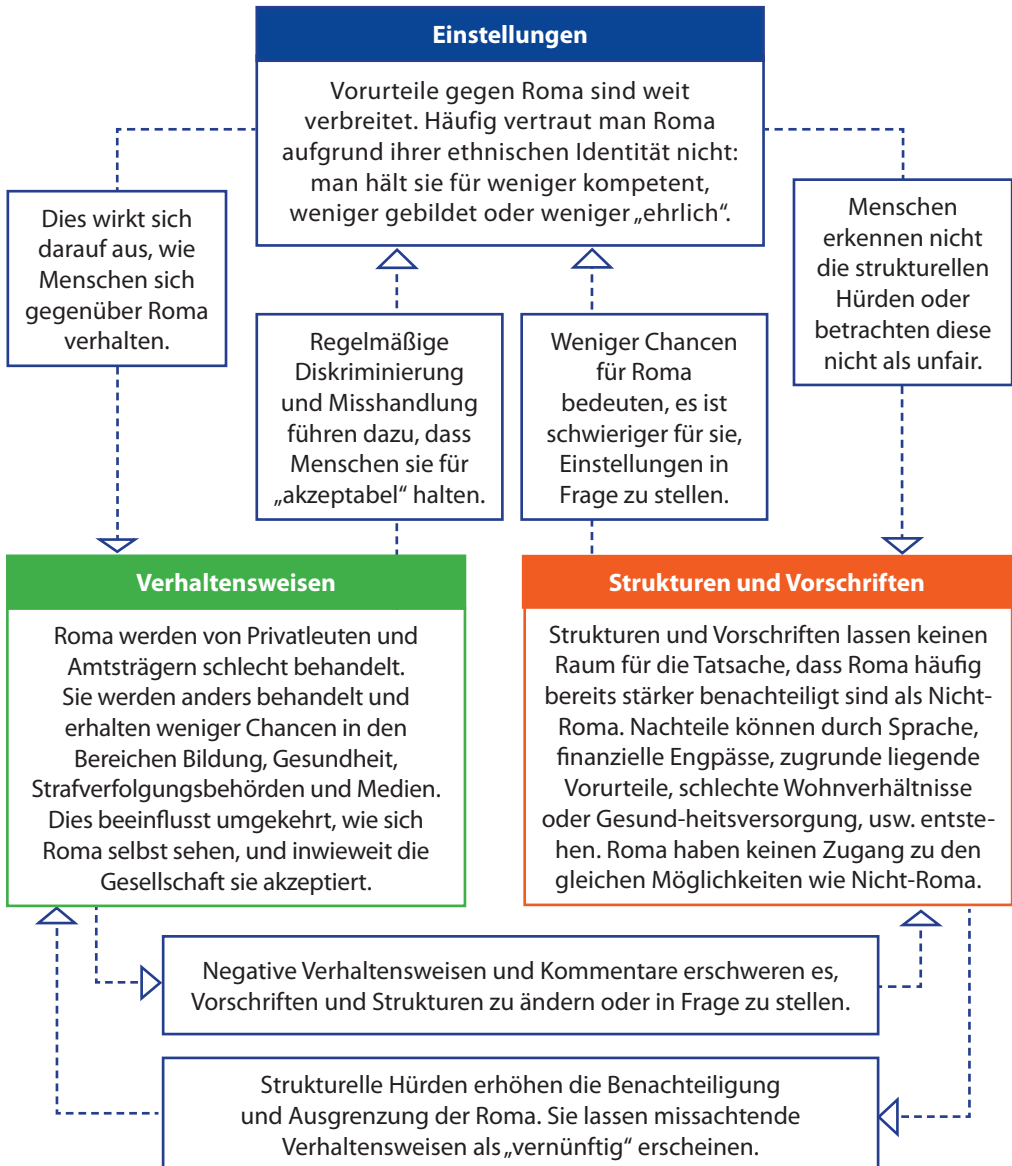 Einstellungen
Vorurteile gegen Roma sind weit
verbreitet. Häufig vertraut man Roma
aufgrund ihrer ethnischen Identität nicht:
man hält sie für weniger kompetent,
weniger gebildet oder weniger „ehrlich“.
Dies wirkt sich
darauf aus, wie
Menschen sich
gegenüber Roma
verhalten.
Regelmäßige
Diskriminierung
und Misshandlung
führen dazu, dass
Menschen sie für
„akzeptabel“ halten.
Weniger Chancen
für Roma
bedeuten, es ist
schwieriger für sie,
Einstellungen in
Frage zu stellen.
Menschen
erkennen nicht
die strukturellen
Hürden oder
betrachten diese
nicht als unfair.
Verhaltensweisen
Roma werden von Privatleuten und
Amtsträgern schlecht behandelt.
Sie werden anders behandelt und
erhalten weniger Chancen in den
Bereichen Bildung, Gesundheit,
Strafverfolgungsbehörden und Medien.
Dies beeinflusst umgekehrt, wie sich
Roma selbst sehen, und inwieweit die
Gesellschaft sie akzeptiert.
Strukturen und Vorschriften
Strukturen und Vorschriften lassen keinen
Raum für die Tatsache, dass Roma häufig
bereits stärker benachteiligt sind als Nicht-
Roma. Nachteile können durch Sprache,
finanzielle Engpässe, zugrunde liegende
Vorurteile, schlechte Wohnverhältnisse
oder Gesund-heitsversorgung, usw. entste-
hen. Roma haben keinen Zugang zu den
gleichen Möglichkeiten wie Nicht-Roma.
Negative Verhaltensweisen und Kommentare erschweren es,
Vorschriften und Strukturen zu ändern oder in Frage zu stellen.
Strukturelle Hürden erhöhen die Benachteiligung
und Ausgrenzung der Roma. Sie lassen missachtende
Verhaltensweisen als „vernünftig“ erscheinen.